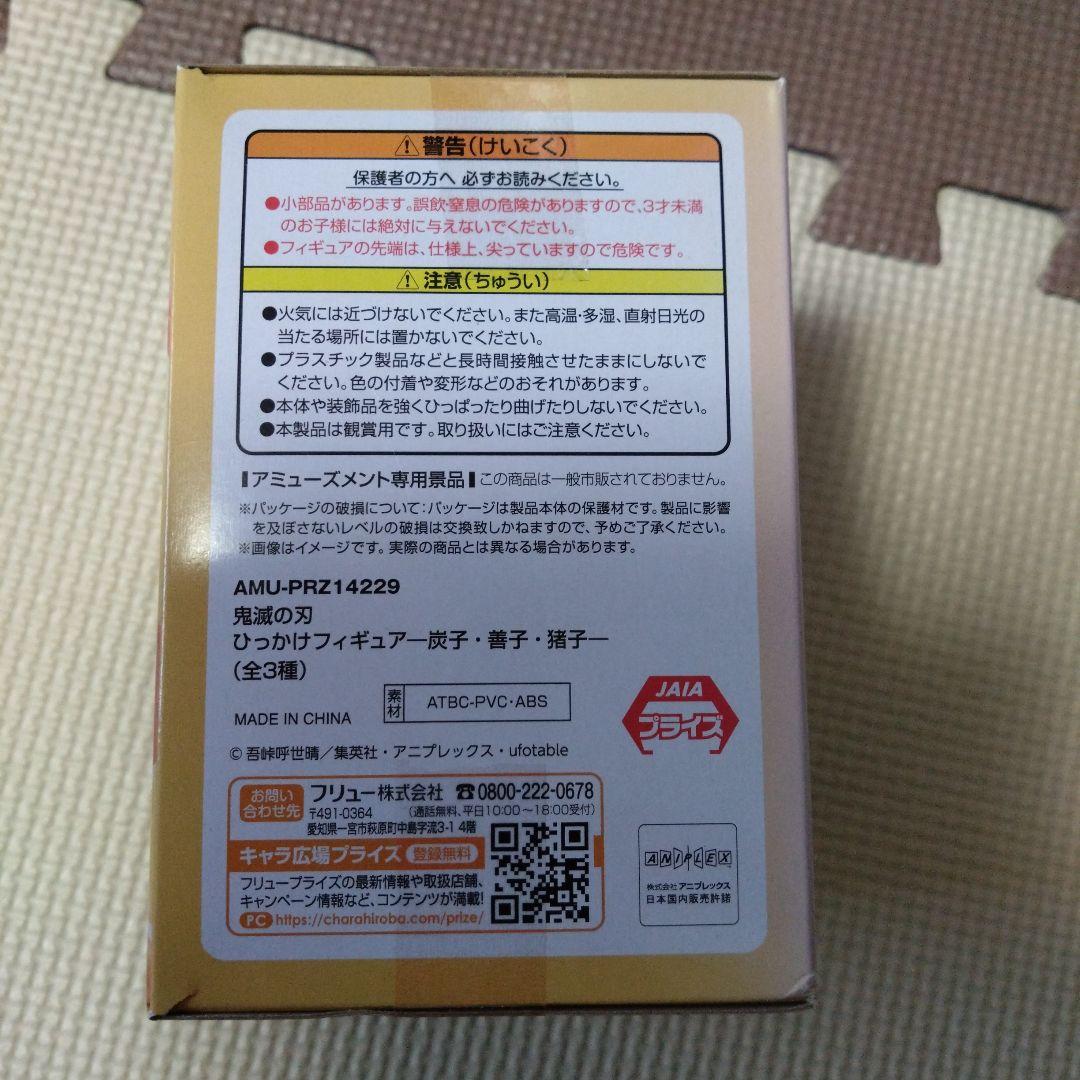 ⚠警告(けいこく)
保護者の方へ 必ずお読みください。
●小部品があります。誤飲・窒息の危険がありますので、3才未満
のお子様には絶対に与えないでください。
●フィギュアの先端は、仕様上、尖っていますので危険です。
⚠注意(ちゅうい)
●火気には近づけないでください。また高温・多湿、直射日光の
当たる場所には置かないでください。
●プラスチック製品などと長時間接触させたままにしないで
ください。色の付着や変形などのおそれがあります。
●本体や装飾品を強くひっぱったり曲げたりしないでください。
●本製品は観賞用です。取り扱いにはご注意ください。
▌アミューズメント専用景品▐ この商品は一般市販されておりません。
※パッケージの破損について:パッケージは製品本体の保護材です。製品に影響
を及ぼさないレベルの破損は交換致しかねますので、予めご了承ください。
※画像はイメージです。実際の商品とは異なる場合があります。
AMU-PRZ14229
鬼滅の刃
ひっかけフィギュア―炭子・善子・猪子―
(全3種)
素材 ATBC-PVC・ABS
MADE IN CHINA
JAIA
プライズ
© 吾峠呼世晴/集英社・アニプレックス・ufotable
お問い
合わせ先
フリュー株式会社 ☎0800-222-0678
〒491-0364 (通話無料、平日10:00~18:00受付)
愛知県一宮市萩原町中島字流3-1 4階
キャラ広場プライズ 登録無料
フリュープライズの最新情報や取扱店舗、
キャンペーン情報など、コンテンツが満載!
PC https://charahiroba.com/prize/
ANIPLEX
株式会社 アニプレックス
日本国内販売許諾